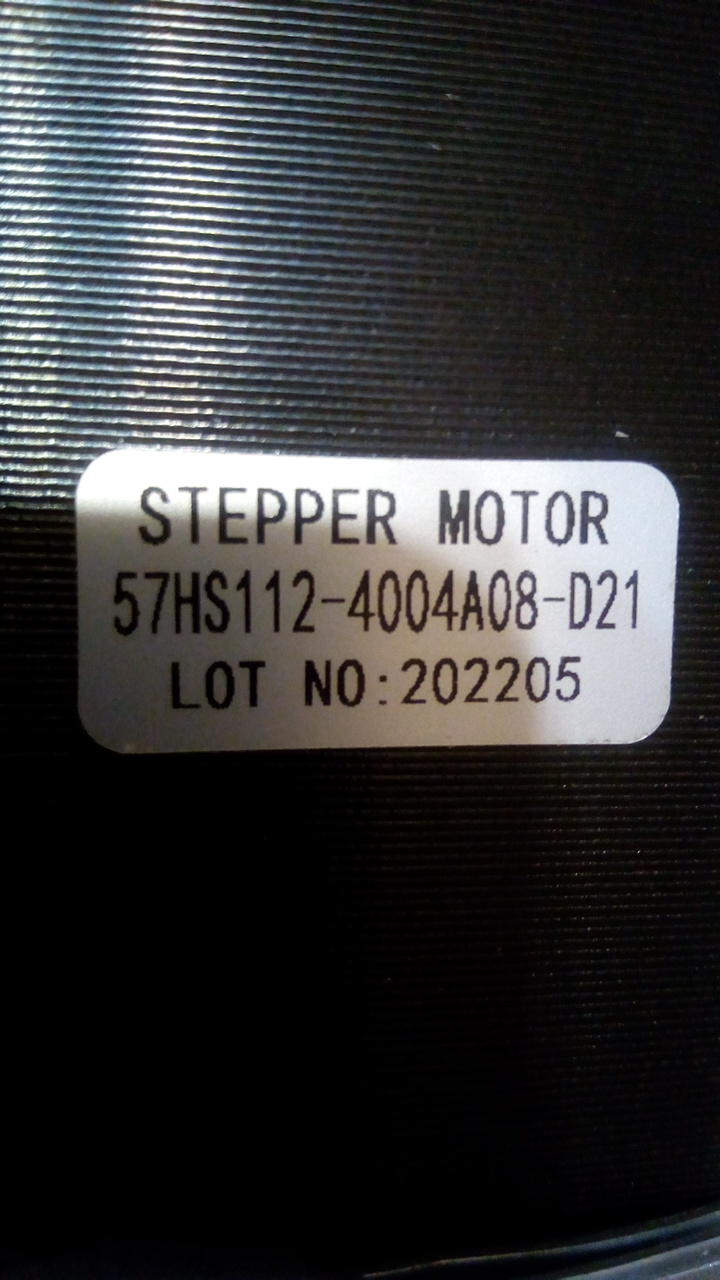 STEPPER MOTOR
57HS112-4004A08-D21
LOT NO:202205